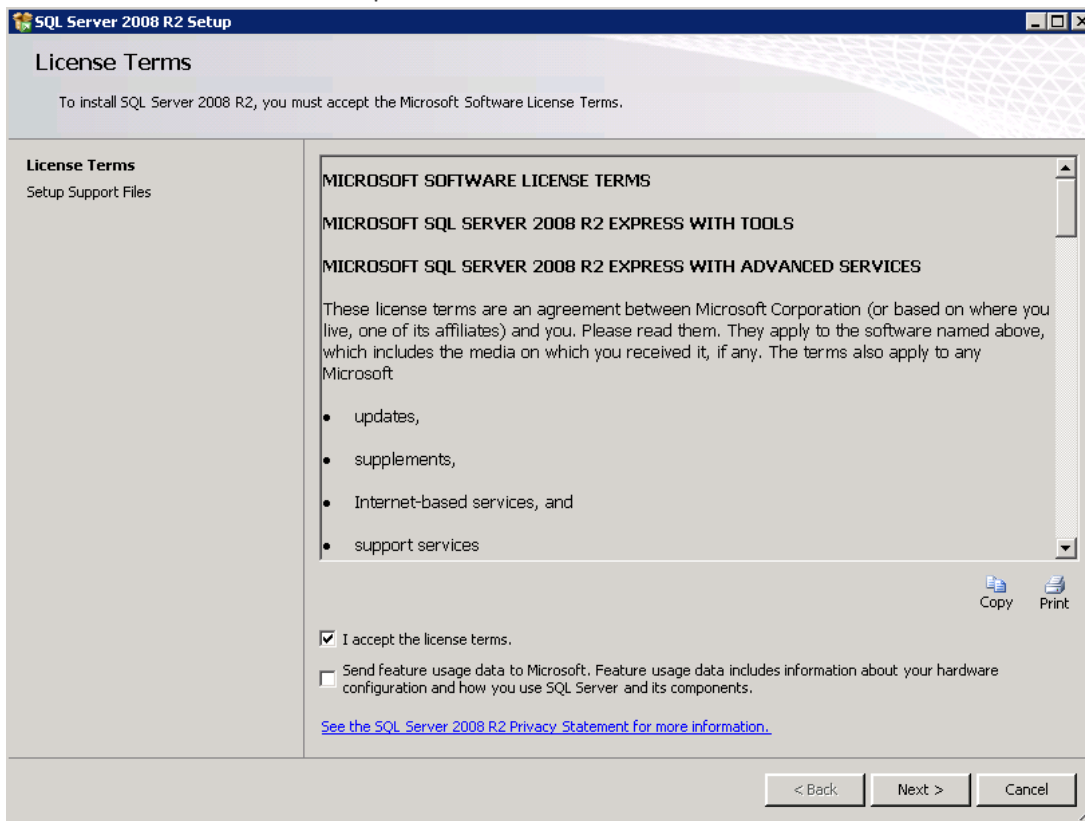 SQL Server 2008 R2 Setup
License Terms
To install SQL Server 2008 R2, you must accept the Microsoft Software License Terms.
License Terms
Setup Support Files
MICROSOFT SOFTWARE LICENSE TERMS
MICROSOFT SQL SERVER 2008 R2 EXPRESS WITH TOOLS
MICROSOFT SQL SERVER 2008 R2 EXPRESS WITH ADVANCED SERVICES
These license terms are an agreement between Microsoft Corporation (or based on where you
live, one of its affiliates) and you. Please read them. They apply to the software named above,
which includes the media on which you received it, if any. The terms also apply to any
Microsoft
• updates,
• supplements,
• Internet-based services, and
• support services
Copy Print
I accept the license terms.
Send feature usage data to Microsoft. Feature usage data includes information about your hardware
configuration and how you use SQL Server and its components.
See the SQL Server 2008 R2 Privacy Statement for more information.
< Back Next > Cancel